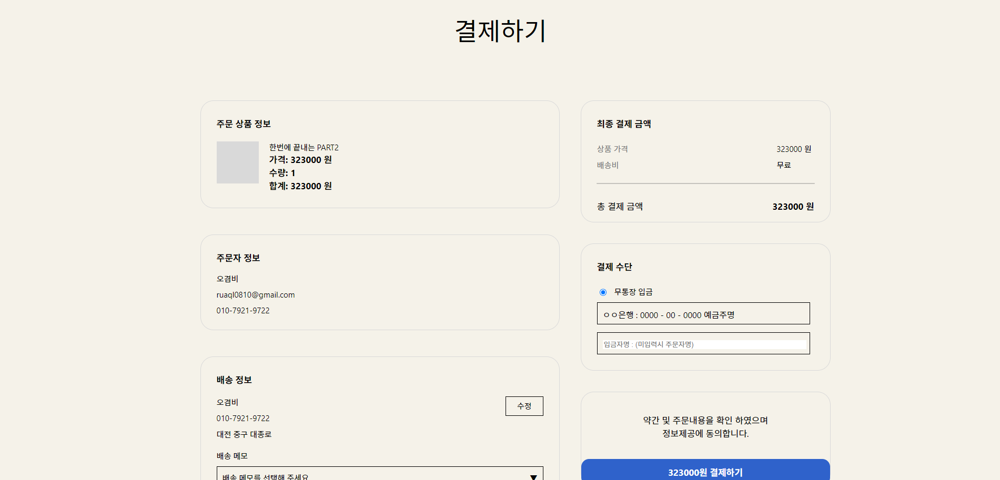 결제하기
주문 상품 정보
한번에 끝내는 PART2
가격: 323000 원
수량: 1
합계: 323000 원
주문자 정보
오겸비
ruaql0810@gmail.com
010-7921-9722
배송 정보
오겸비
수정
010-7921-9722
대전 중구 대종로
배송 메모
배송 메모를 선택해 주세요
최종 결제 금액
상품 가격 323000 원
배송비 무료
총 결제 금액 323000 원
결제 수단
무통장 입금
ㅇㅇ은행 : 0000 - 00 - 0000 예금주명
입금자명 : (미입력시 주문자명)
약간 및 주문내용을 확인 하였으며
정보제공에 동의합니다.
323000원 결제하기